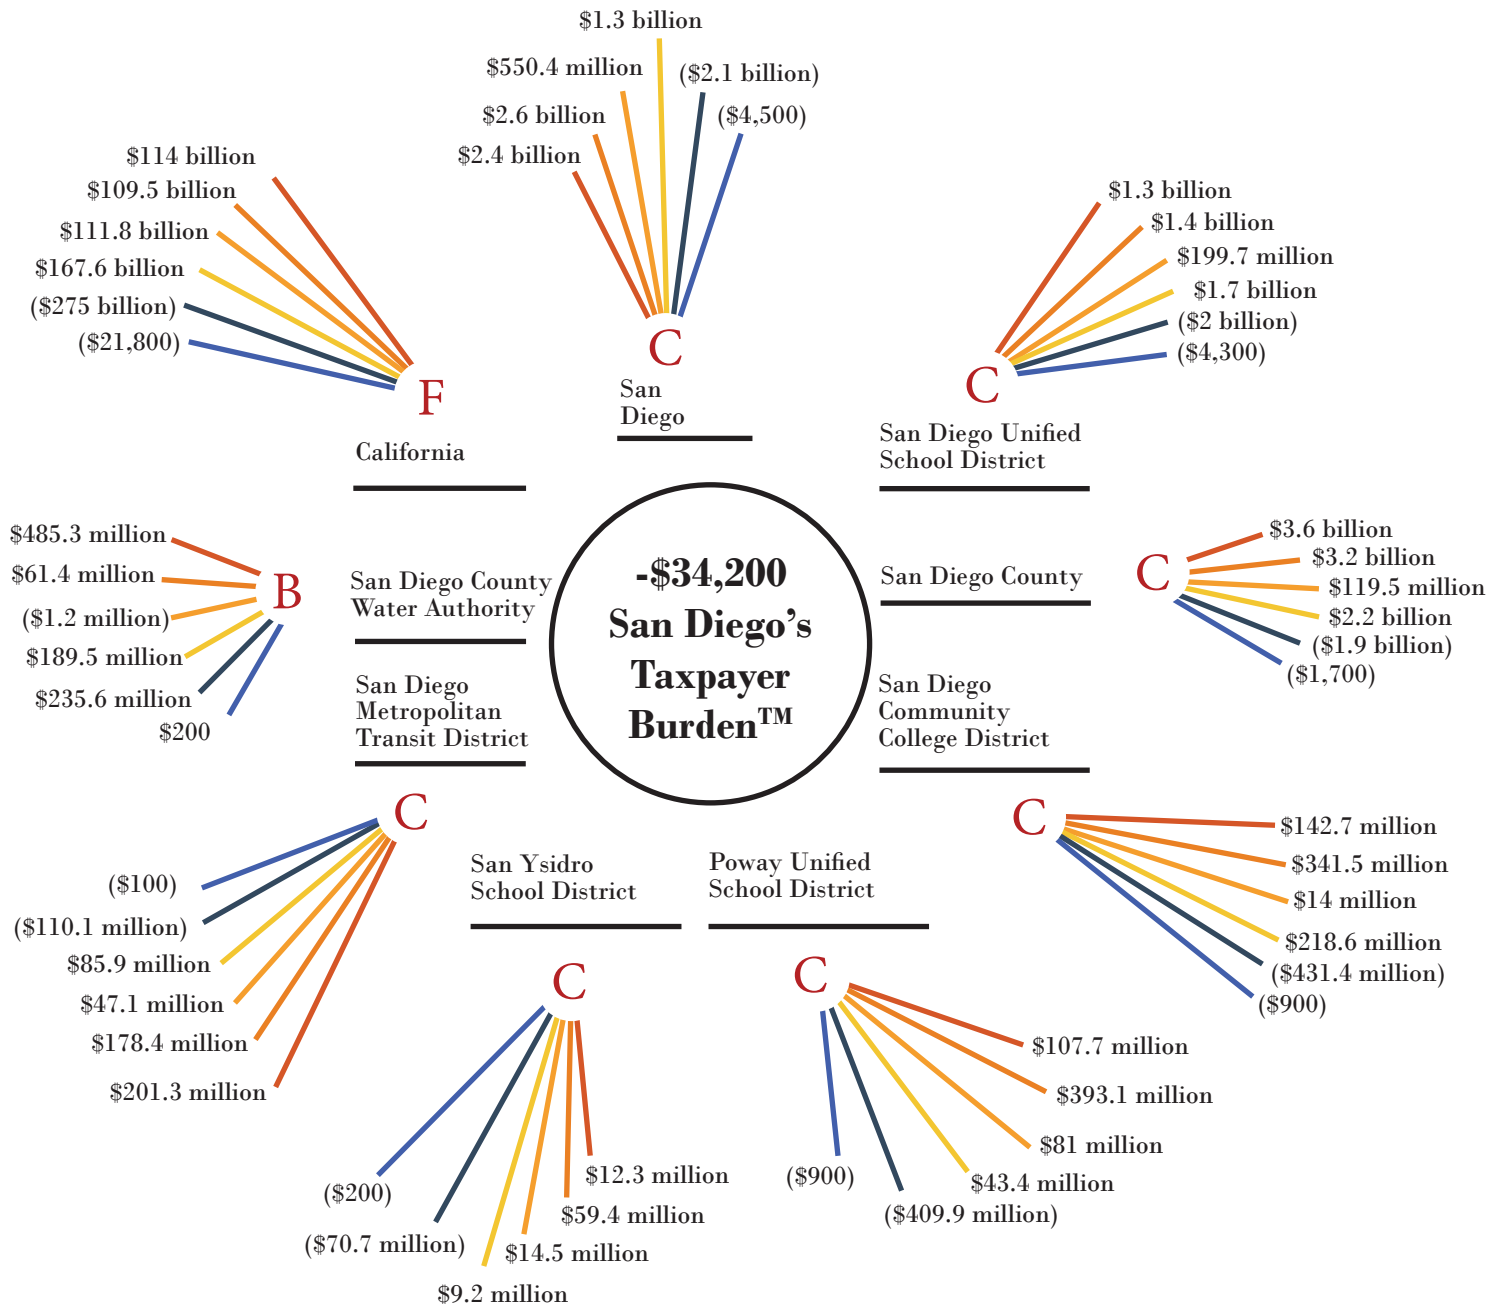 $1.3 billion
$550.4 million
($2.1 billion)
$2.6 billion
($4,500)
$2.4 billion
C
San
Diego
$114 billion
$109.5 billion
$111.8 billion
$167.6 billion
($275 billion)
($21,800)
F
California
$1.3 billion
$1.4 billion
$199.7 million
$1.7 billion
($2 billion)
($4,300)
C
San Diego Unified
School District
$485.3 million
$61.4 million
($1.2 million)
$189.5 million
$235.6 million
$200
B
San Diego County
Water Authority
-$34,200
San Diego's
Taxpayer
Burden™
San Diego County
C
$3.6 billion
$3.2 billion
$119.5 million
$2.2 billion
($1.9 billion)
($1,700)
San Diego
Metropolitan
Transit District
C
($100)
($110.1 million)
$85.9 million
$47.1 million
$178.4 million
$201.3 million
San Diego
Community
College District
C
$142.7 million
$341.5 million
$14 million
$218.6 million
($431.4 million)
($900)
San Ysidro
School District
C
($200)
($70.7 million)
$9.2 million
$14.5 million
$59.4 million
$12.3 million
Poway Unified
School District
C
$107.7 million
$393.1 million
$81 million
$43.4 million
($409.9 million)
($900)